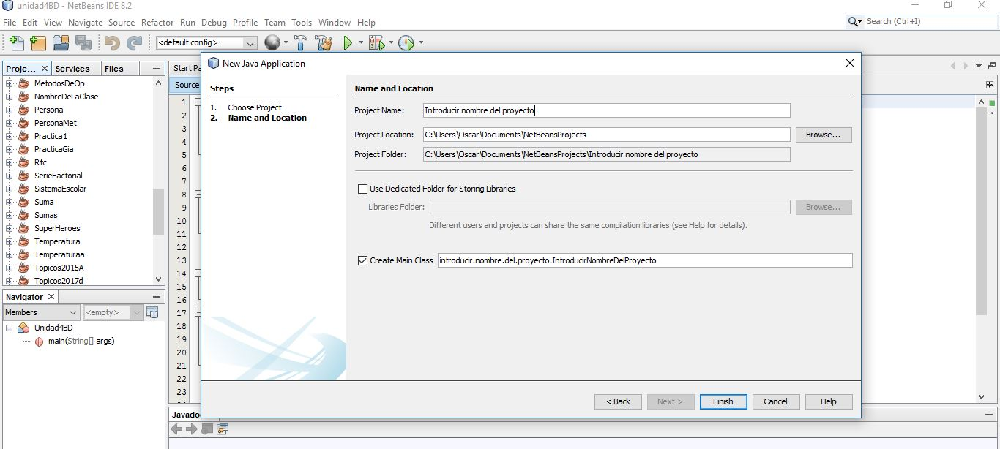 unidad4BD - NetBeans IDE 8.2
File Edit View Navigate Source Refactor Run Debug Profile Team Tools Window Help
Search (Ctrl+I)
<default config>
Proje... Services Files
MetodosDeOp
NombreDeLaClase
Persona
PersonaMet
Practica1
PracticaGia
Rfc
SerieFactorial
SistemaEscolar
Suma
Sumas
SuperHeroes
Temperatura
Temperaturaa
Topicos2015A
Topicos2017d
Navigator
Members <empty>
Unidad4BD
main(String[] args)
Start Pa
Source
1
2
3
4
5
6
7
8
9
10
11
12
13
14
15
16
17
18
19
20
21
22
23
New Java Application
Steps
1. Choose Project
2. Name and Location
Name and Location
Project Name: Introducir nombre del proyecto
Project Location: C:\Users\Oscar\Documents\NetBeansProjects Browse...
Project Folder: C:\Users\Oscar\Documents\NetBeansProjects\Introducir nombre del proyecto
Use Dedicated Folder for Storing Libraries
Libraries Folder: Browse...
Different users and projects can share the same compilation libraries (see Help for details).
Create Main Class introducir.nombre.del.proyecto.IntroducirNombreDelProyecto
< Back Next > Finish Cancel Help